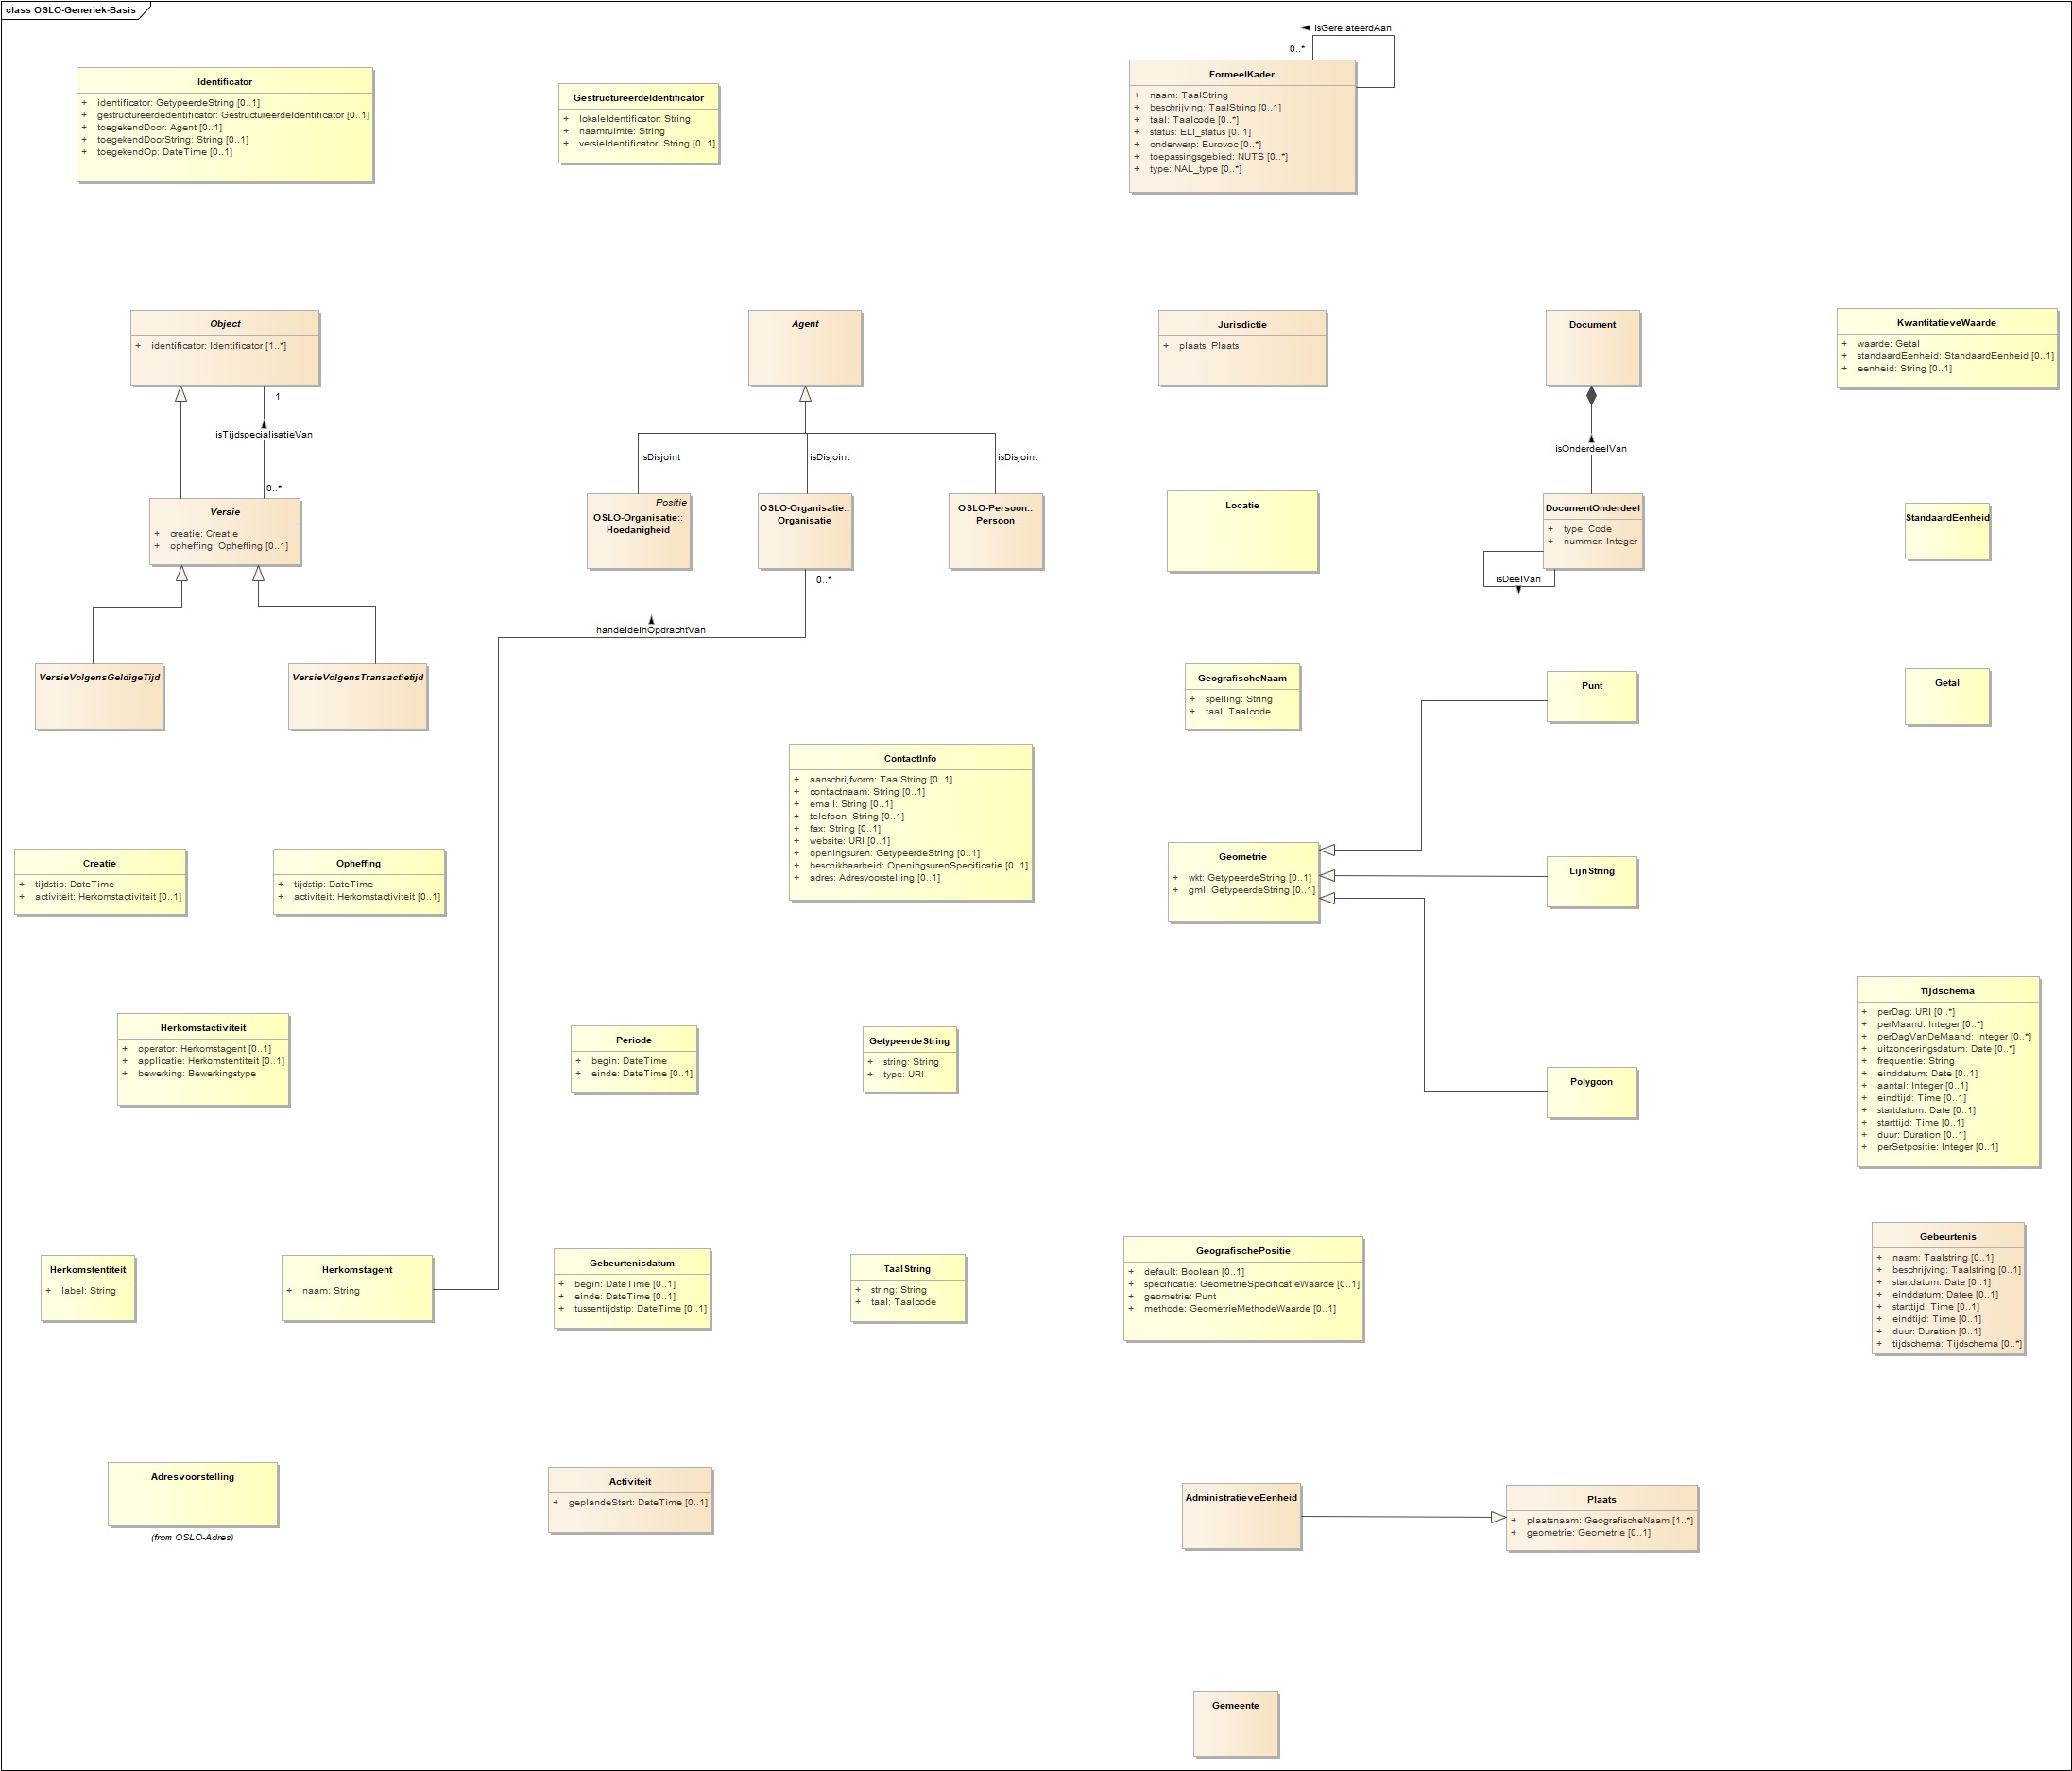 class OSLO-Generiek-Basis
◄ isGerelateerdAan
0..*
Identificator
+ identificator: GetypeerdeString [0..1]
+ gestructureerdedentificator: GestructureerdeIdentificator [0..1]
+ toegekendDoor: Agent [0..1]
+ toegekendDoorString: String [0..1]
+ toegekendOp: DateTime [0..1]
GestructureerdeIdentificator
+ lokaleIdentificator: String
+ naamruimte: String
+ versieIdentificator: String [0..1]
FormeelKader
+ naam: TaalString
+ beschrijving: TaalString [0..1]
+ taal: Taalcode [0..*]
+ status: ELI_status [0..1]
+ onderwerp: Eurovoc [0..*]
+ toepassingsgebied: NUTS [0..*]
+ type: NAL_type [0..*]
Object
+ identificator: Identificator [1..*]
Agent
Jurisdictie
+ plaats: Plaats
Document
KwantitatieveWaarde
+ waarde: Getal
+ standaardEenheid: StandaardEenheid [0..1]
+ eenheid: String [0..1]
1
isTijdspecialisatieVan
0..*
isDisjoint
isDisjoint
isDisjoint
isOnderdeelVan
Versie
+ creatie: Creatie
+ opheffing: Opheffing [0..1]
Positie
OSLO-Organisatie::
Hoedanigheid
OSLO-Organisatie::
Organisatie
OSLO-Persoon::
Persoon
Locatie
DocumentOnderdeel
+ type: Code
+ nummer: Integer
isDeelVan
StandaardEenheid
0..*
handeldeInOpdrachtVan
VersieVolgensGeldigeTijd
VersieVolgensTransactietijd
GeografischeNaam
+ spelling: String
+ taal: Taalcode
Punt
Getal
ContactInfo
+ aanschrijfvorm: TaalString [0..1]
+ contactnaam: String [0..1]
+ email: String [0..1]
+ telefoon: String [0..1]
+ fax: String [0..1]
+ website: URI [0..1]
+ openingsuren: GetypeerdeString [0..1]
+ beschikbaarheid: OpeningsurenSpecificatie [0..1]
+ adres: Adresvoorstelling [0..1]
Creatie
+ tijdstip: DateTime
+ activiteit: Herkomstactiviteit [0..1]
Opheffing
+ tijdstip: DateTime
+ activiteit: Herkomstactiviteit [0..1]
Geometrie
+ wkt: GetypeerdeString [0..1]
+ gml: GetypeerdeString [0..1]
LijnString
Herkomstactiviteit
+ operator: Herkomstagent [0..1]
+ applicatie: Herkomstentiteit [0..1]
+ bewerking: Bewerkingstype
Periode
+ begin: DateTime
+ einde: DateTime [0..1]
GetypeerdeString
+ string: String
+ type: URI
Polygoon
Tijdschema
+ perDag: URI [0..*]
+ perMaand: Integer [0..*]
+ perDagVanDeMaand: Integer [0..*]
+ uitzonderingsdatum: Date [0..*]
+ frequentie: String
+ einddatum: Date [0..1]
+ aantal: Integer [0..1]
+ eindtijd: Time [0..1]
+ startdatum: Date [0..1]
+ starttijd: Time [0..1]
+ duur: Duration [0..1]
+ perSetpositie: Integer [0..1]
Herkomstentiteit
+ label: String
Herkomstagent
+ naam: String
Gebeurtenisdatum
+ begin: DateTime [0..1]
+ einde: DateTime [0..1]
+ tussentijdstip: DateTime [0..1]
TaalString
+ string: String
+ taal: Taalcode
GeografischePositie
+ default: Boolean [0..1]
+ specificatie: GeometrieSpecificatieWaarde [0..1]
+ geometrie: Punt
+ methode: GeometrieMethodeWaarde [0..1]
Gebeurtenis
+ naam: Taalstring [0..1]
+ beschrijving: Taalstring [0..1]
+ startdatum: Date [0..1]
+ einddatum: Datee [0..1]
+ starttijd: Time [0..1]
+ eindtijd: Time [0..1]
+ duur: Duration [0..1]
+ tijdschema: Tijdschema [0..*]
Adresvoorstelling
(from OSLO-Adres)
Activiteit
+ geplandeStart: DateTime [0..1]
AdministratieveEenheid
Plaats
+ plaatsnaam: GeografischeNaam [1..*]
+ geometrie: Geometrie [0..1]
Gemeente